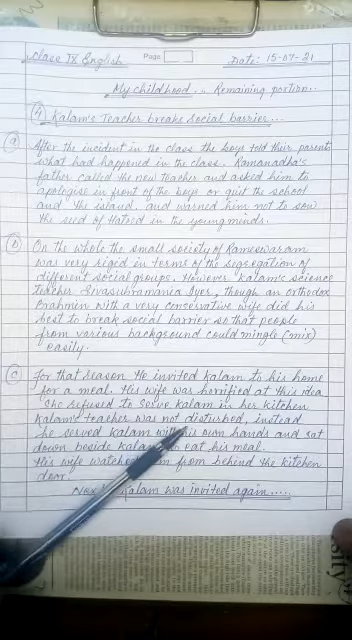 Class IX English Page Date: 15-07-21
My childhood... Remaining portion...
4) Kalam's Teacher breaks social barrier...
a) After the incident in the class the boys told their parents
what had happened in the class. Ramanadha's
father called the new teacher and asked him to
apologise in front of the boys or quit the school
and the island. and warned him not to sow
the seed of Hatred in the young minds.
b) On the whole the small society of Rameswaram
was very riged in terms of the segregation of
different social groups. However Kalam's science
Teacher Sivasubramania Iyer, though an orthodox
Brahmin with a very conservative wife did his
best to break social barrier so that people
from various background could mingle (mix)
easily.
c) For that reason He invited Kalam to his home
for a meal. His wife was horrified at this idea
She refused to serve Kalam in her kitchen
Kalam's teacher was not disturbed, instead
he served Kalam with his own hands and sat
down beside Kalam to eat his meal.
His wife watched from behind the kitchen
door.
Kalam was invited again.....